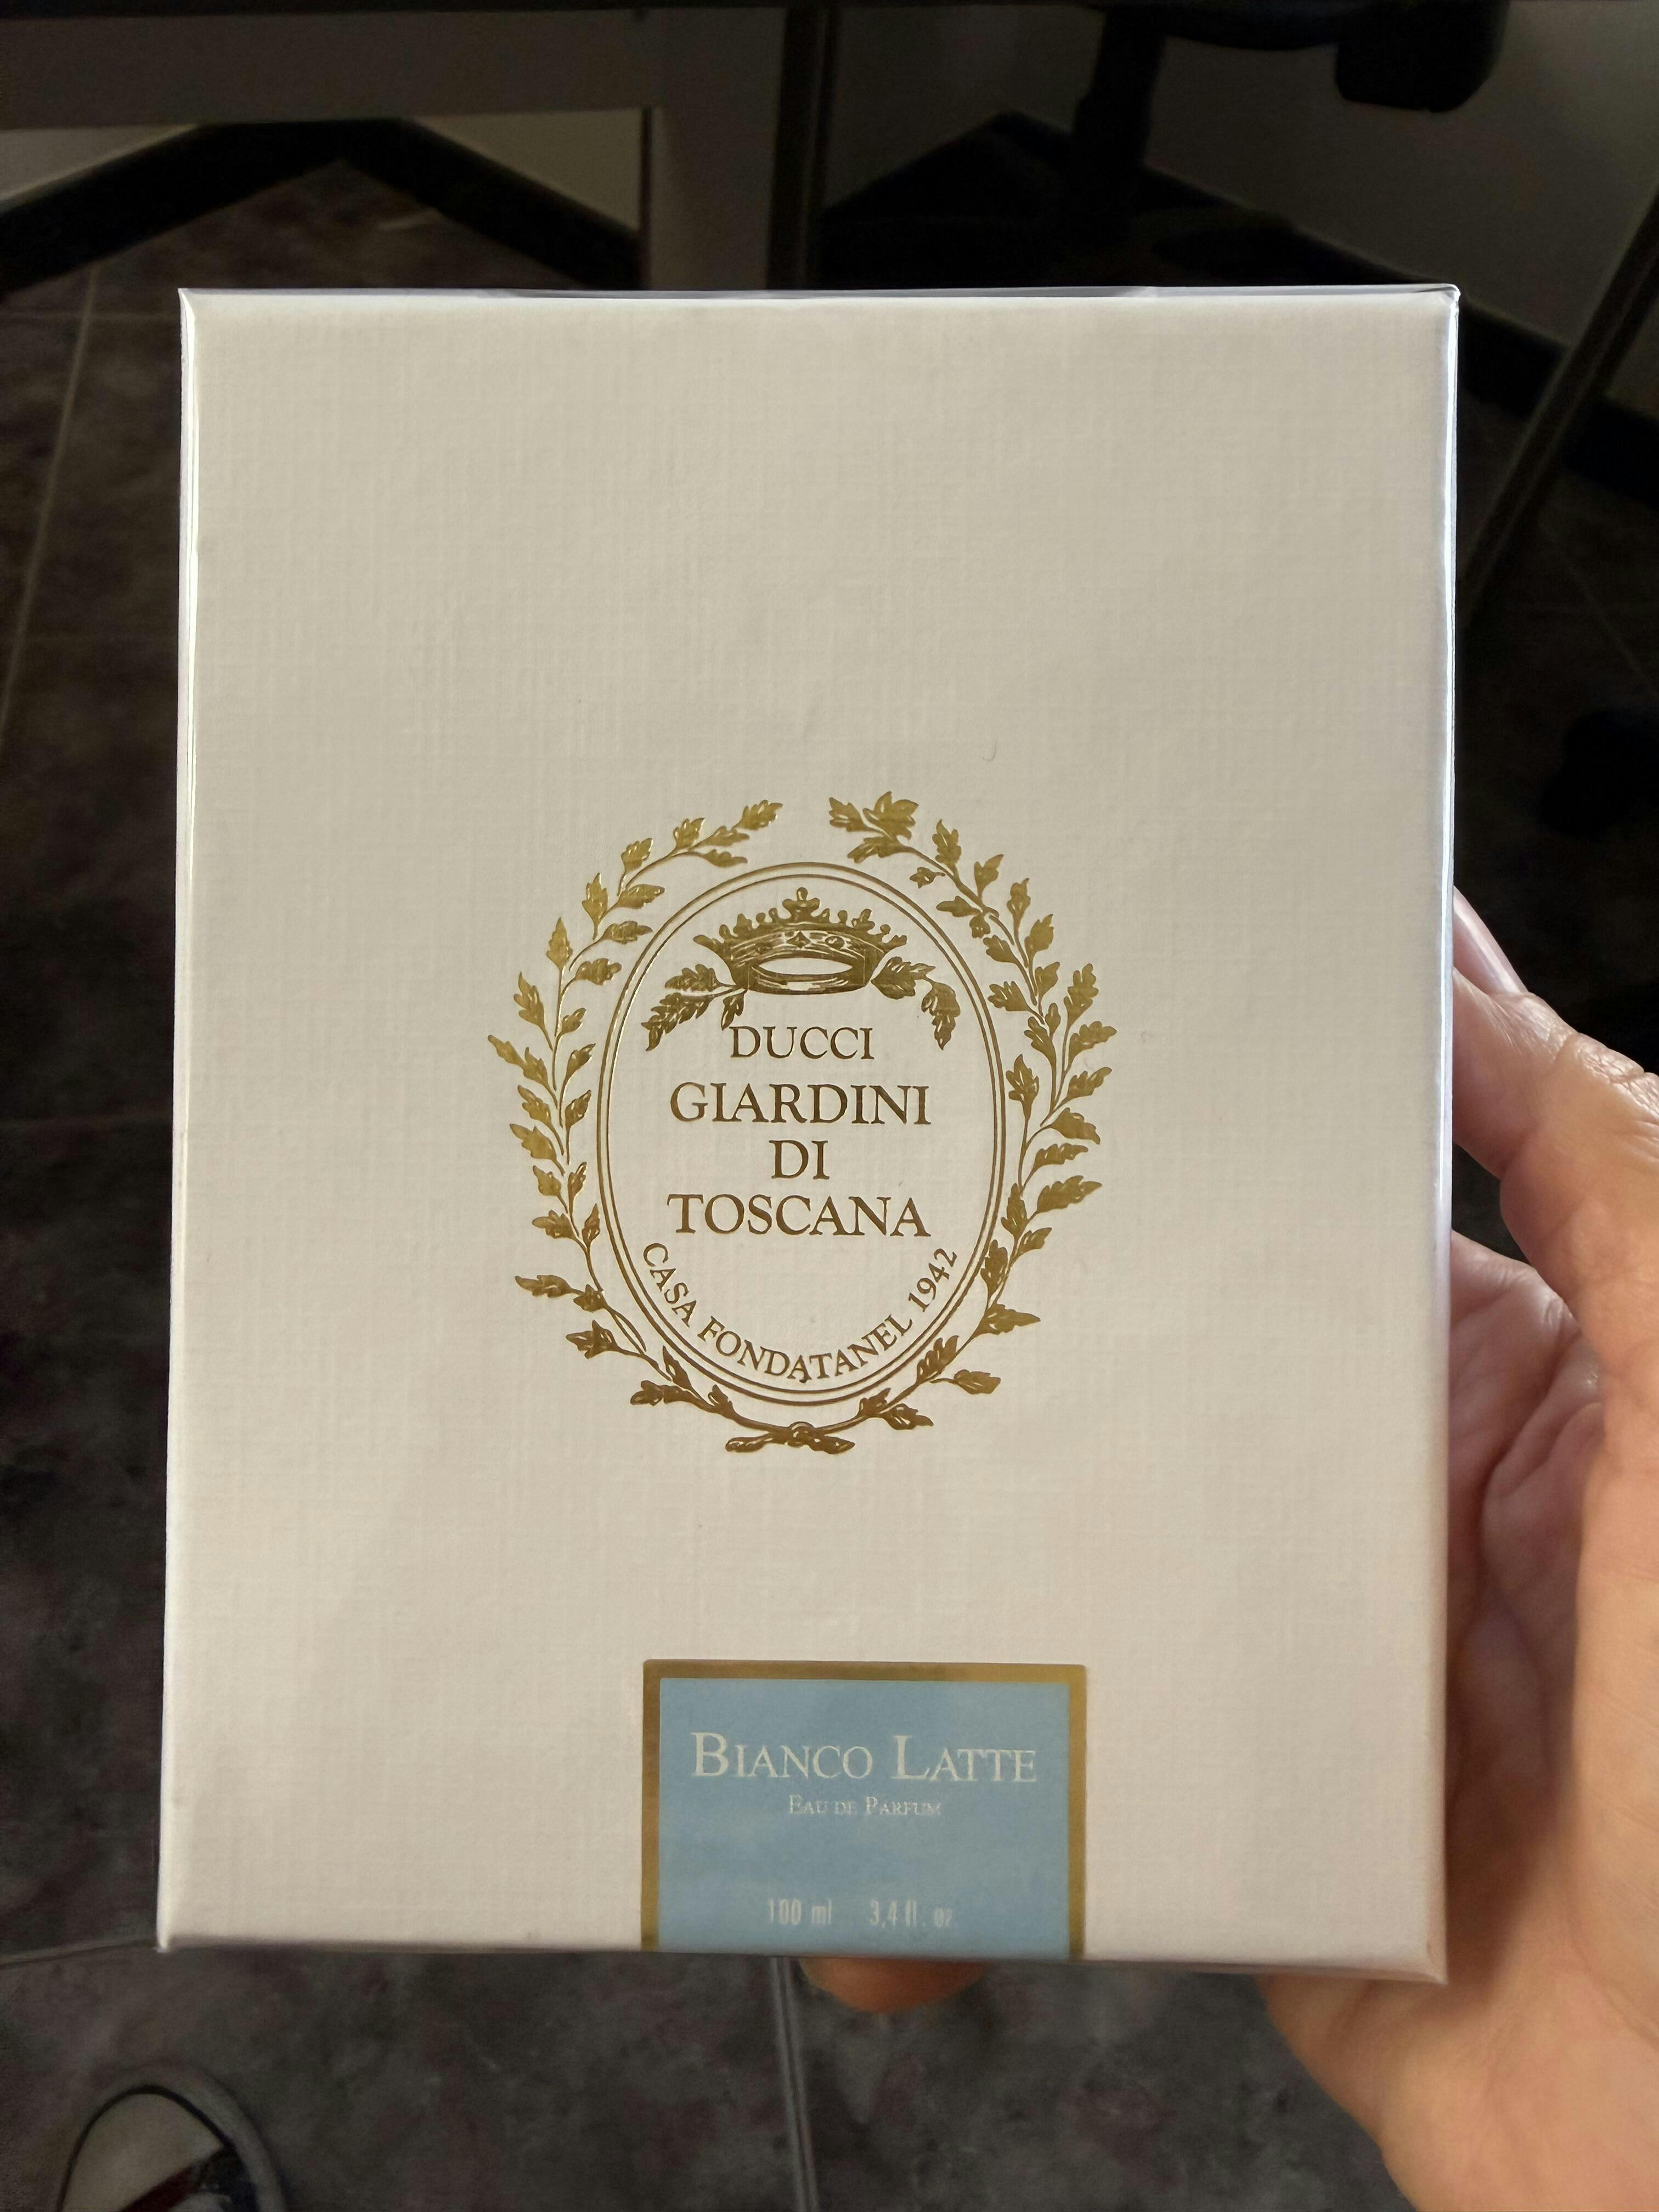 DUCCI
GIARDINI
DI
TOSCANA
CASA FONDATANEL 1942
BIANCO LATTE
EAU DE PARFUM
100 ml 3,4 fl. oz.